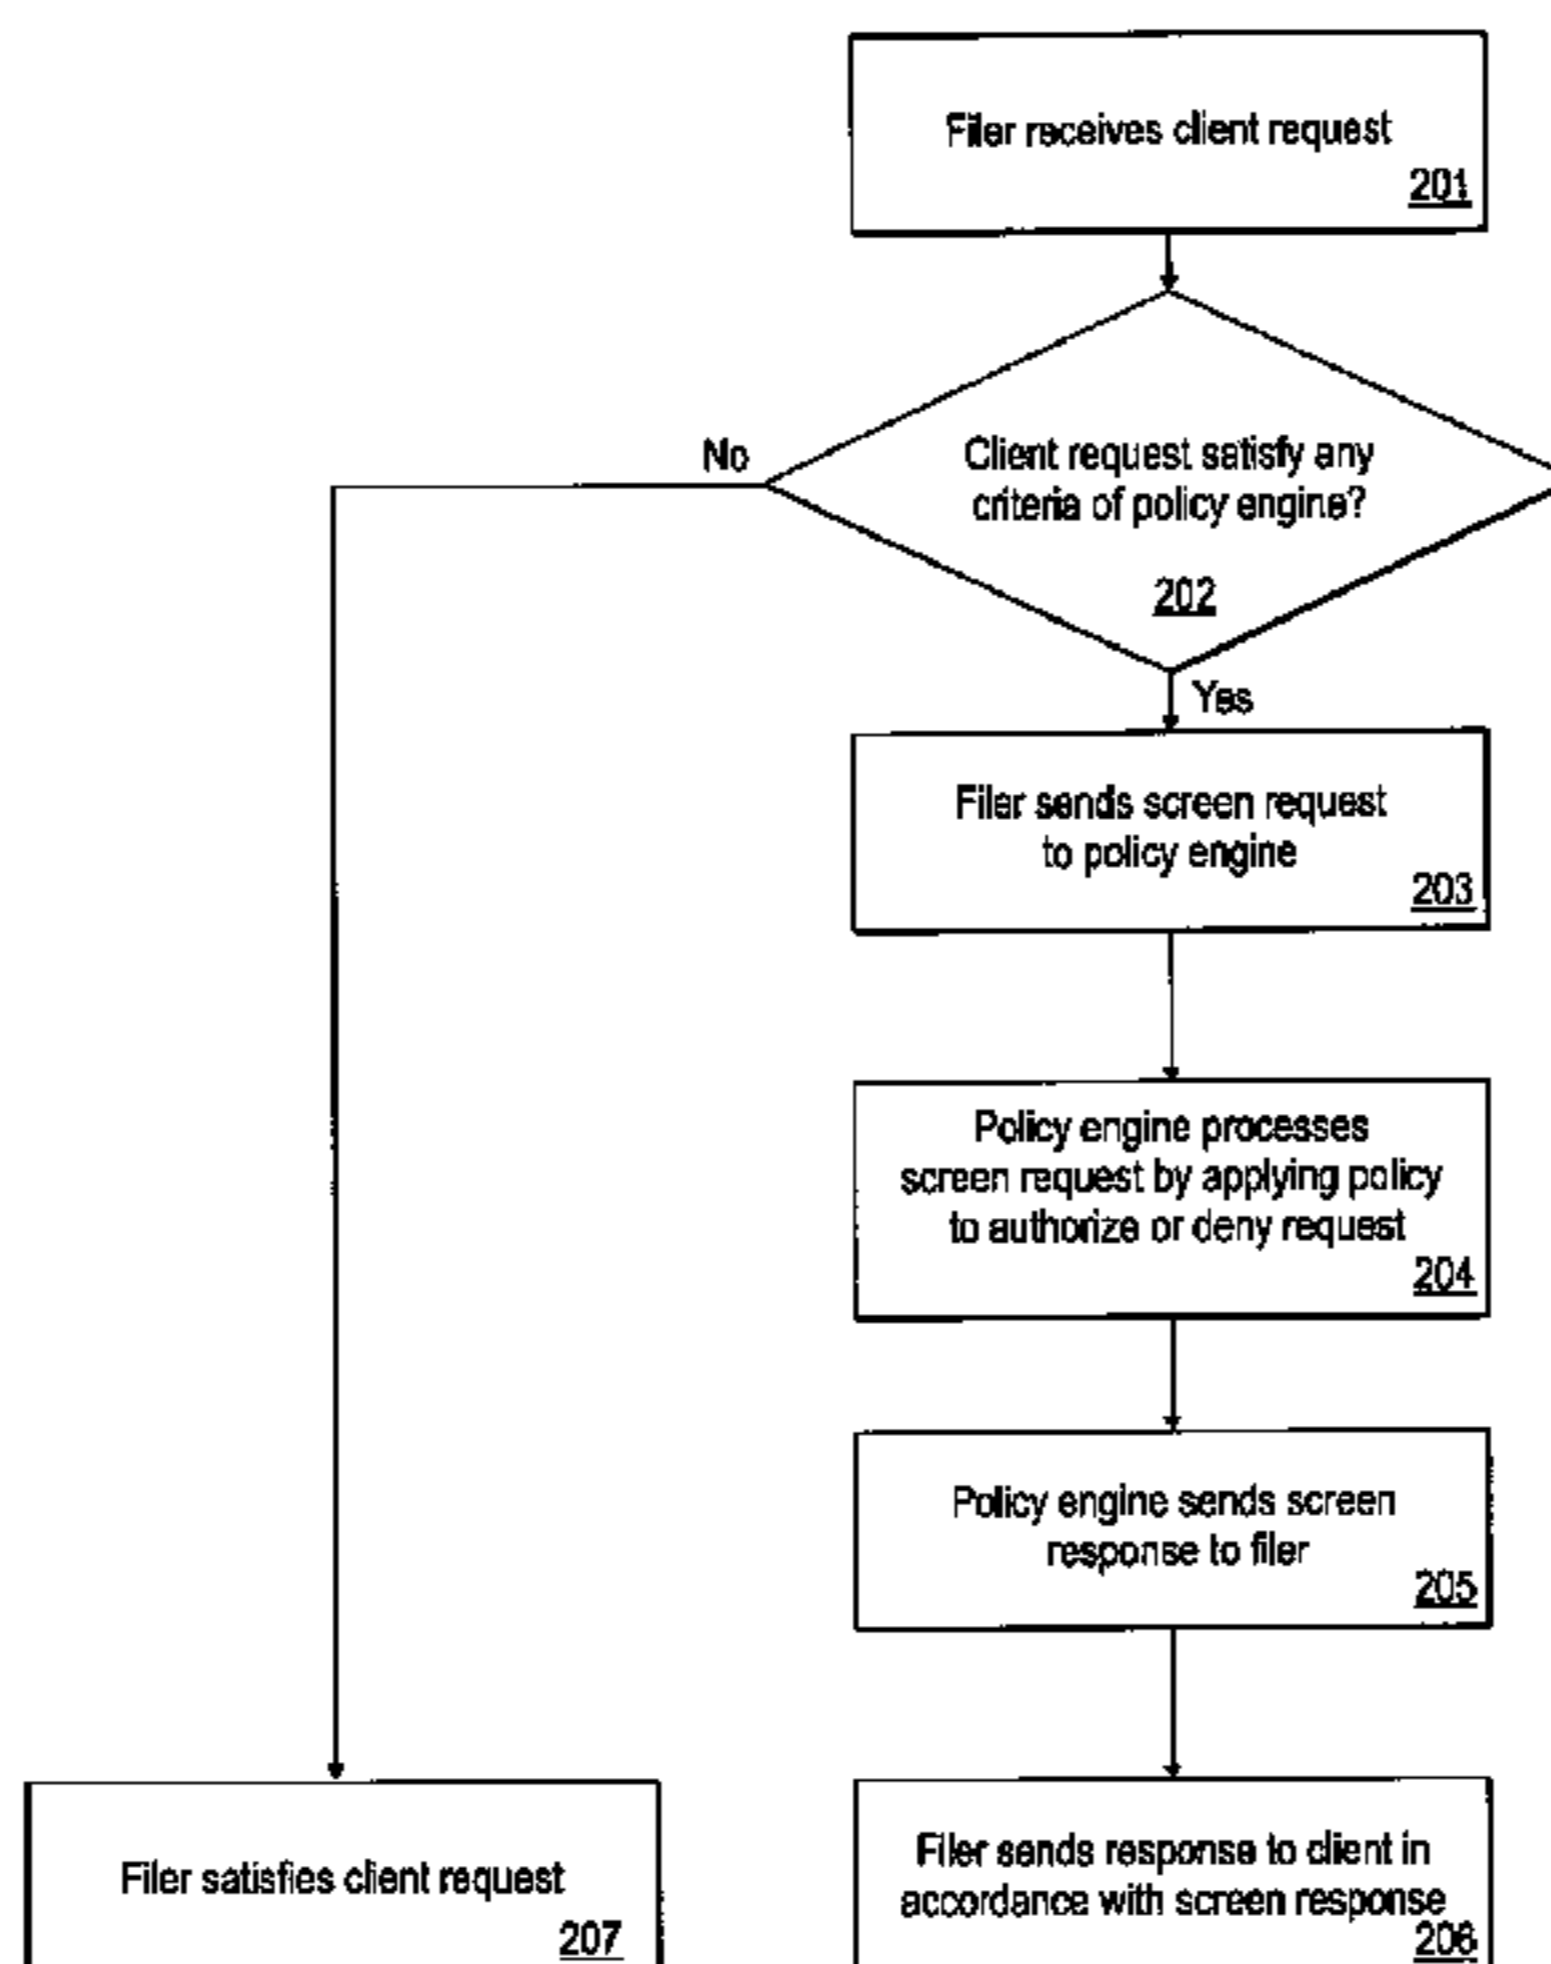 Filer receives client request
201
Client request satisfy any
criteria of policy engine?
202
No
Yes
Filer sends screen request
to policy engine
203
Policy engine processes
screen request by applying policy
to authorize or deny request
204
Policy engine sends screen
response to filer
205
Filer satisfies client request
207
Filer sends response to client in
accordance with screen response
206